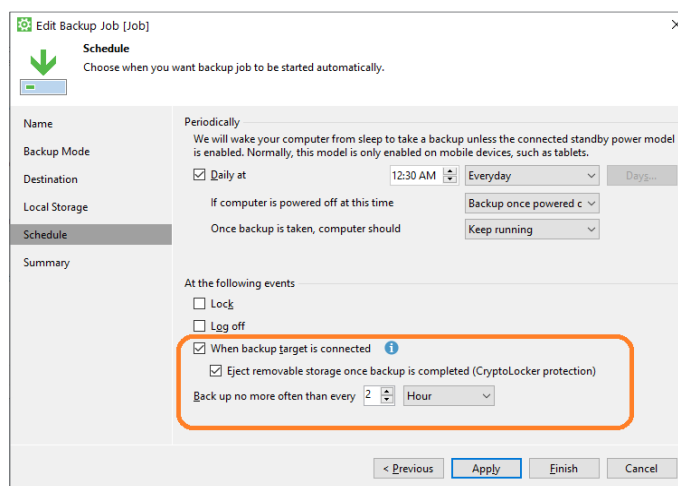 Edit Backup Job [Job]
Schedule
Choose when you want backup job to be started automatically.
Name
Backup Mode
Destination
Local Storage
Schedule
Summary
Periodically
We will wake your computer from sleep to take a backup unless the connected standby power model
is enabled. Normally, this model is only enabled on mobile devices, such as tablets.
Daily at 12:30 AM Everyday Days...
If computer is powered off at this time Backup once powered c
Once backup is taken, computer should Keep running
At the following events
Lock
Log off
When backup target is connected
Eject removable storage once backup is completed (CryptoLocker protection)
Back up no more often than every 2 Hour
< Previous Apply Finish Cancel